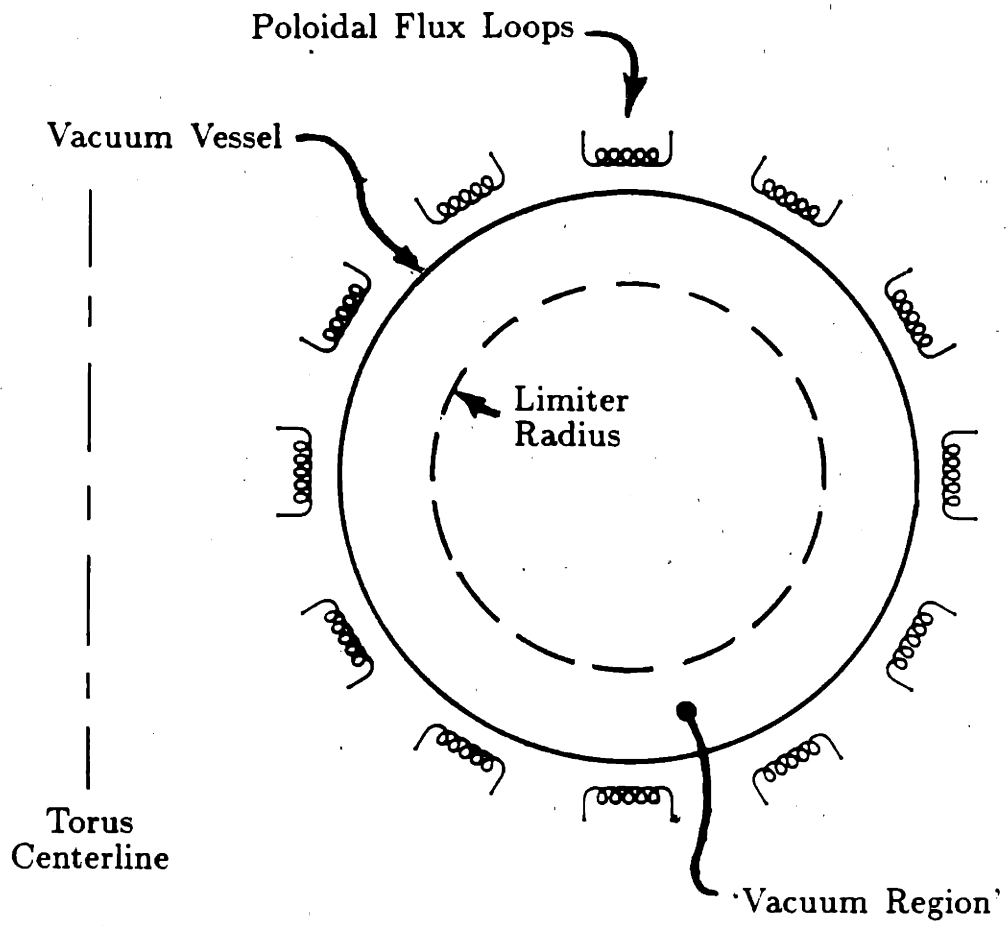 Poloidal Flux Loops
Vacuum Vessel
Limiter
Radius
Torus
Centerline
'Vacuum Region'